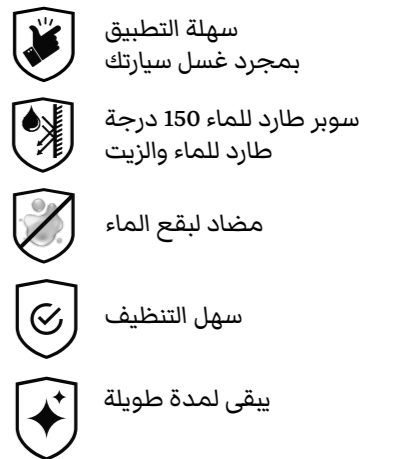 سهلة التطبيق
بمجرد غسل سيارتك
سوبر طارد للماء 150 درجة
طارد للماء والزيت
مضاد لبقع الماء
سهل التنظيف
يبقى لمدة طويلة